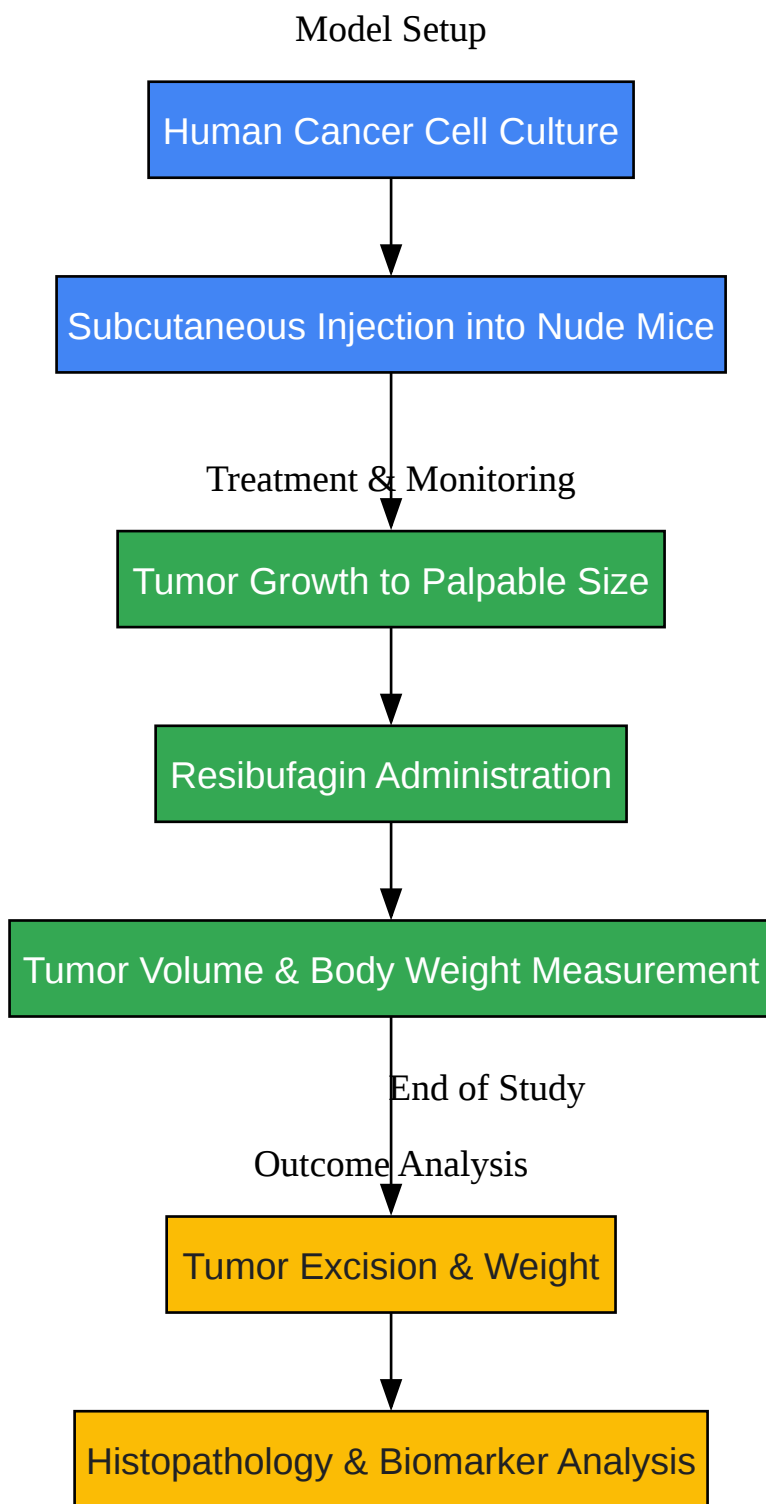 Model Setup
Human Cancer Cell Culture
Subcutaneous Injection into Nude Mice
Treatment & Monitoring
Tumor Growth to Palpable Size
Resibufagin Administration
Tumor Volume & Body Weight Measurement
End of Study
Outcome Analysis
Tumor Excision & Weight
Histopathology & Biomarker Analysis